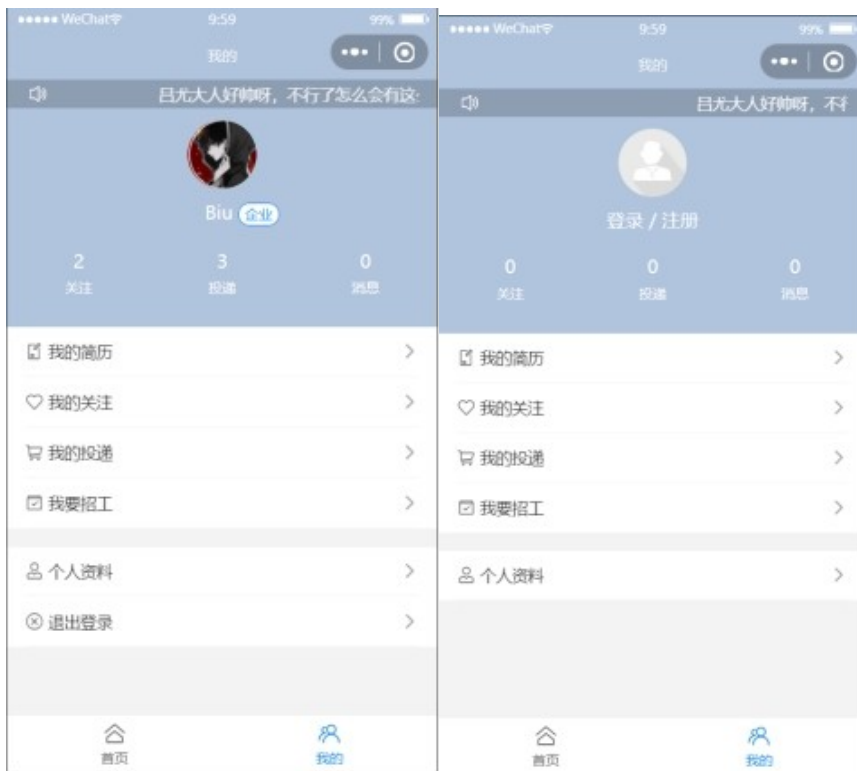 WeChat 9:59 99%
我的
吕尤大人好帅呀，不行了怎么会有这
Biu 企业
2 3 0
关注 投递 消息
我的简历
我的关注
我的投递
我要招工
个人资料
退出登录
首页 我的
WeChat 9:59 99%
我的
吕尤大人好帅呀，不
登录 / 注册
0 0 0
关注 投递 消息
我的简历
我的关注
我的投递
我要招工
个人资料
首页 我的